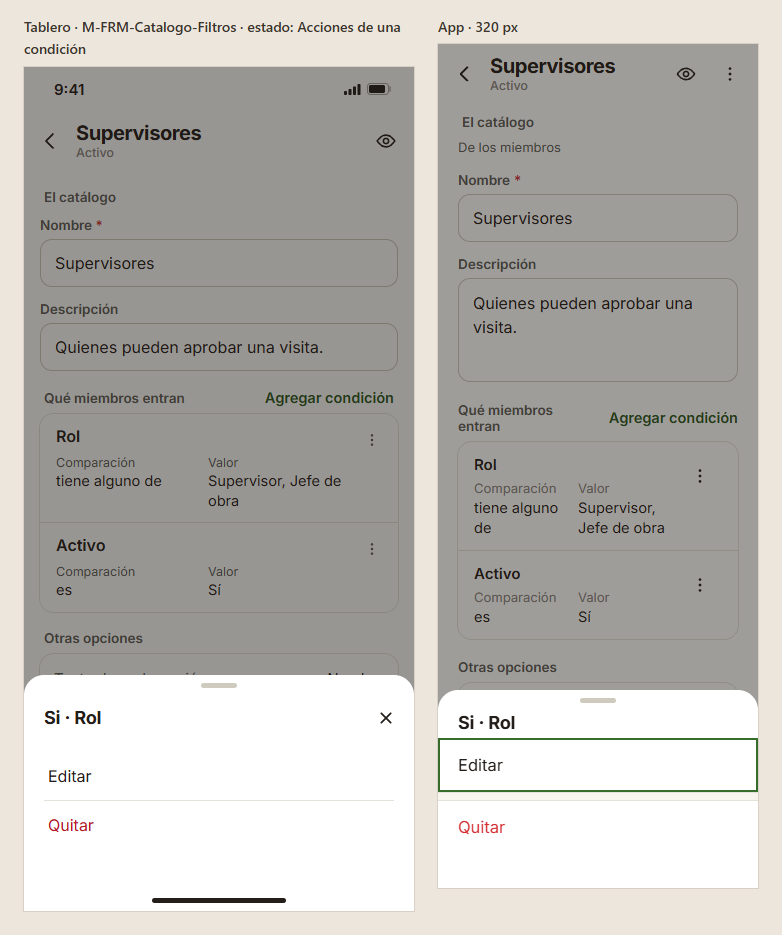 Tablero · M-FRM-Catalogo-Filtros · estado: Acciones de una
condición
9:41
Supervisores
Activo
El catálogo
Nombre *
Supervisores
Descripción
Quienes pueden aprobar una visita.
Qué miembros entran
Agregar condición
Rol
Comparación
Valor
tiene alguno de
Supervisor, Jefe de
obra
Activo
Comparación
Valor
es
Sí
Otras opciones
Si · Rol
Editar
Quitar
App · 320 px
Supervisores
Activo
El catálogo
De los miembros
Nombre *
Supervisores
Descripción
Quienes pueden aprobar una
visita.
Qué miembros
entran
Agregar condición
Rol
Comparación
Valor
tiene alguno
de
Supervisor,
Jefe de obra
Activo
Comparación
Valor
es
Sí
Otras opciones
Si · Rol
Editar
Quitar